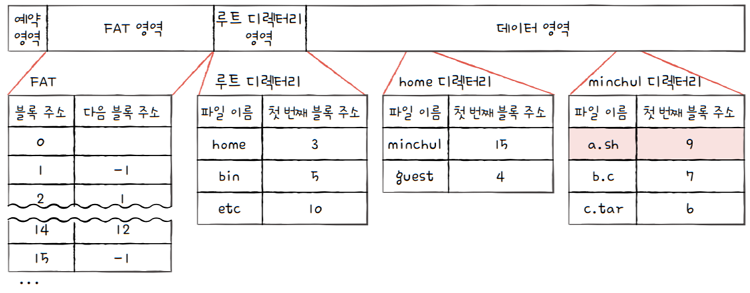 예약 영역
FAT 영역
루트 디렉터리 영역
데이터 영역
FAT
블록 주소 다음 블록 주소
0
1 -1
2 1
14 12
15 -1
...
루트 디렉터리
파일 이름 첫 번째 블록 주소
home 3
bin 5
etc 10
home 디렉터리
파일 이름 첫 번째 블록 주소
minchul 15
guest 4
minchul 디렉터리
파일 이름 첫 번째 블록 주소
a.sh 9
b.c 7
c.tar 6